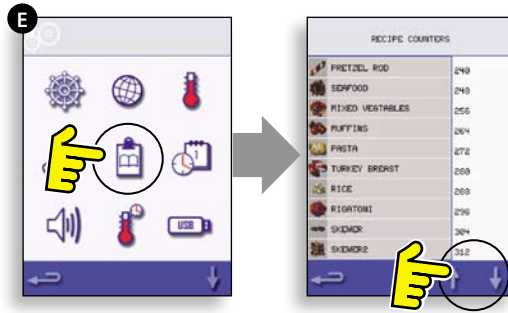 E
RECIPE COUNTERS
PRETZEL ROD 240
SEAFOOD 248
MIXED VEGTABLES 256
MUFFINS 264
PASTA 272
TURKEY BREAST 280
RICE 288
RIGATONI 296
SKEWER 304
SKEWER2 312
1
USB